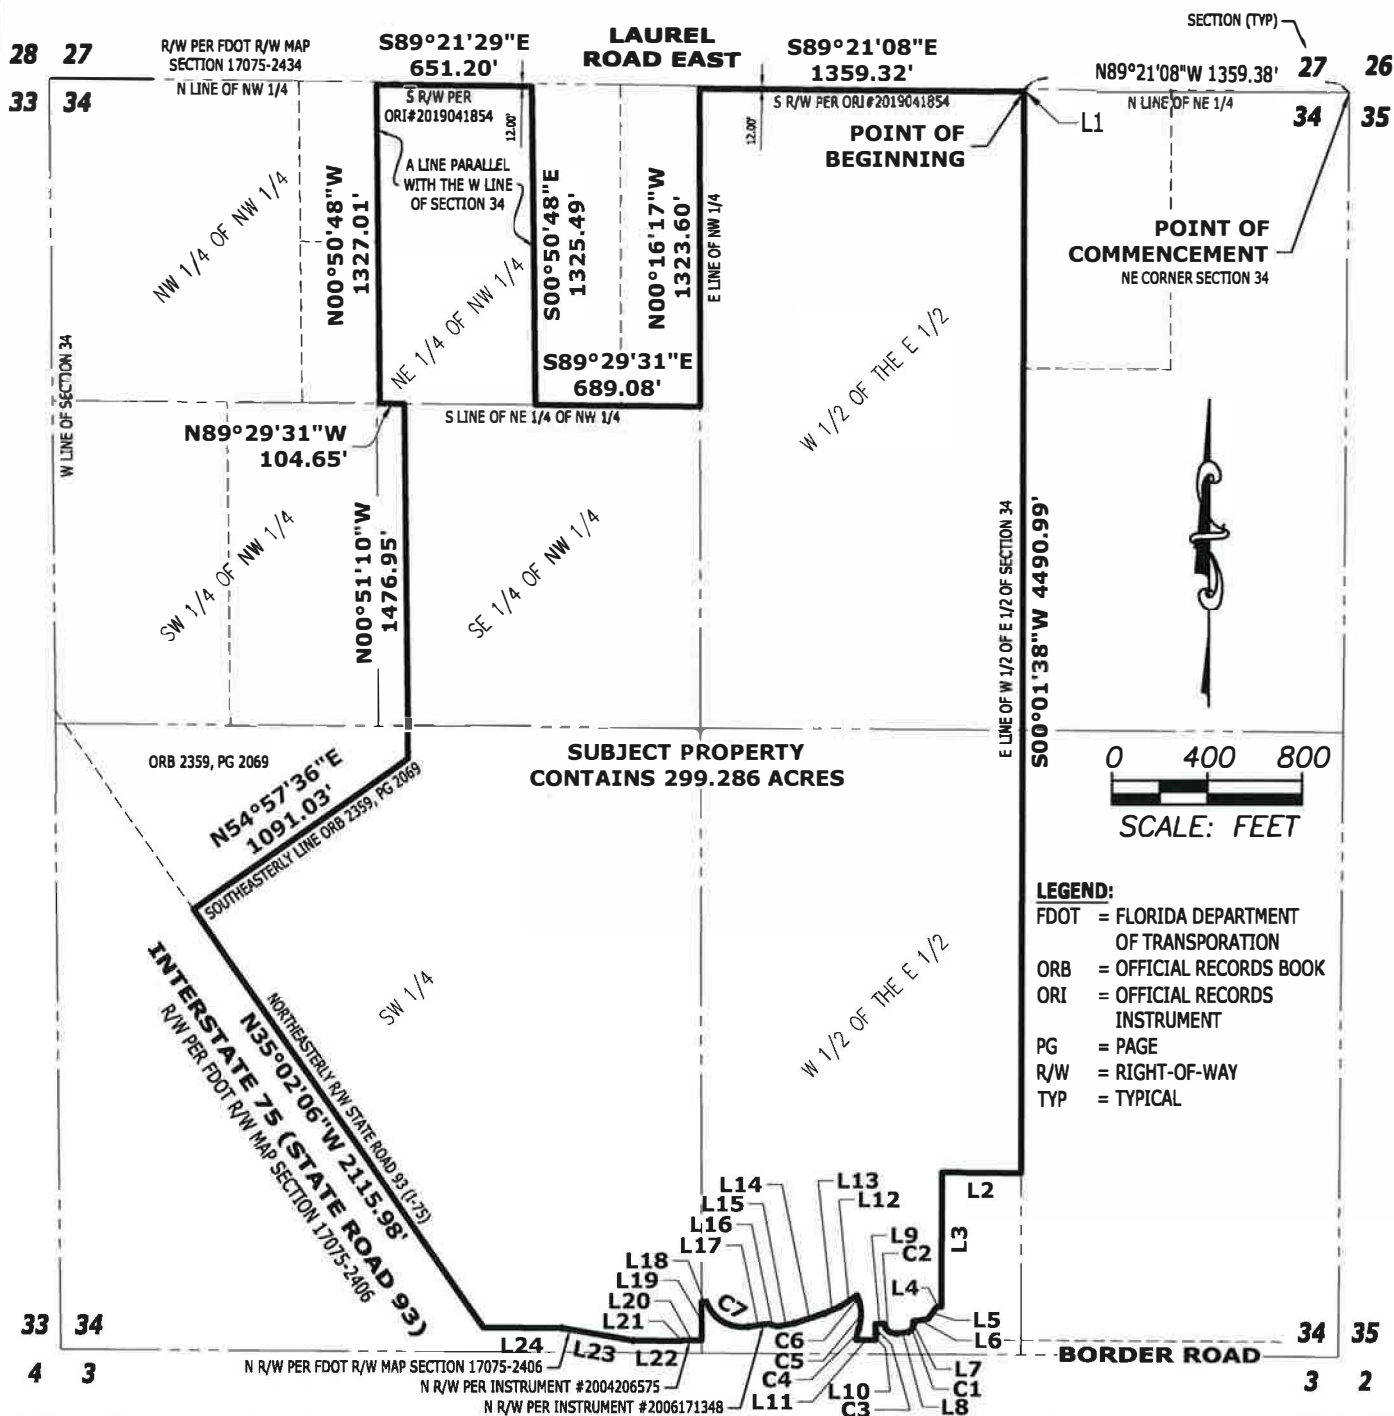 SECTION (TYP)
28 27
33 34
R/W PER FDOT R/W MAP
SECTION 17075-2434
N LINE OF NW 1/4
S89°21'29"E
651.20'
LAUREL
ROAD EAST
S89°21'08"E
1359.32'
N89°21'08"W 1359.38'
27 26
34 35
N LINE OF NE 1/4
S R/W PER
ORI#2019041854
12.00'
S R/W PER ORI#2019041854
12.00'
L1
POINT OF
BEGINNING
POINT OF
COMMENCEMENT
NE CORNER SECTION 34
A LINE PARALLEL
WITH THE W LINE
OF SECTION 34
NW 1/4 OF NW 1/4
N00°50'48"W
1327.01'
NE 1/4 OF NW 1/4
S00°50'48"E
1325.49'
N00°16'17"W
1323.60'
E LINE OF NW 1/4
W 1/2 OF THE E 1/2
S89°29'31"E
689.08'
S LINE OF NE 1/4 OF NW 1/4
W LINE OF SECTION 34
N89°29'31"W
104.65'
SW 1/4 OF NW 1/4
N00°51'10"W
1476.95'
SE 1/4 OF NW 1/4
E LINE OF W 1/2 OF E 1/2 OF SECTION 34
S00°01'38"W 4490.99'
ORB 2359, PG 2069
SUBJECT PROPERTY
CONTAINS 299.286 ACRES
N54°57'36"E
1091.03'
SOUTHEASTERLY LINE ORB 2359, PG 2069
0 400 800
SCALE: FEET
LEGEND:
FDOT = FLORIDA DEPARTMENT
OF TRANSPORATION
ORB = OFFICIAL RECORDS BOOK
ORI = OFFICIAL RECORDS
INSTRUMENT
PG = PAGE
R/W = RIGHT-OF-WAY
TYP = TYPICAL
SW 1/4
W 1/2 OF THE E 1/2
NORTHEASTERLY R/W STATE ROAD 93 (I-75)
N35°02'06"W 2115.98'
INTERSTATE 75 (STATE ROAD 93)
R/W PER FDOT R/W MAP SECTION 17075-2406
L2
L3
L14
L13
L15
L12
L16
L17
L9
C2
L18
L19
C7
L4
L20
L5
L21
L6
C6
C5
C4
L11
L10
C3
L7
C1
L8
L24
L23
L22
33 34
4 3
34 35
3 2
BORDER ROAD
N R/W PER FDOT R/W MAP SECTION 17075-2406
N R/W PER INSTRUMENT #2004206575
N R/W PER INSTRUMENT #2006171348